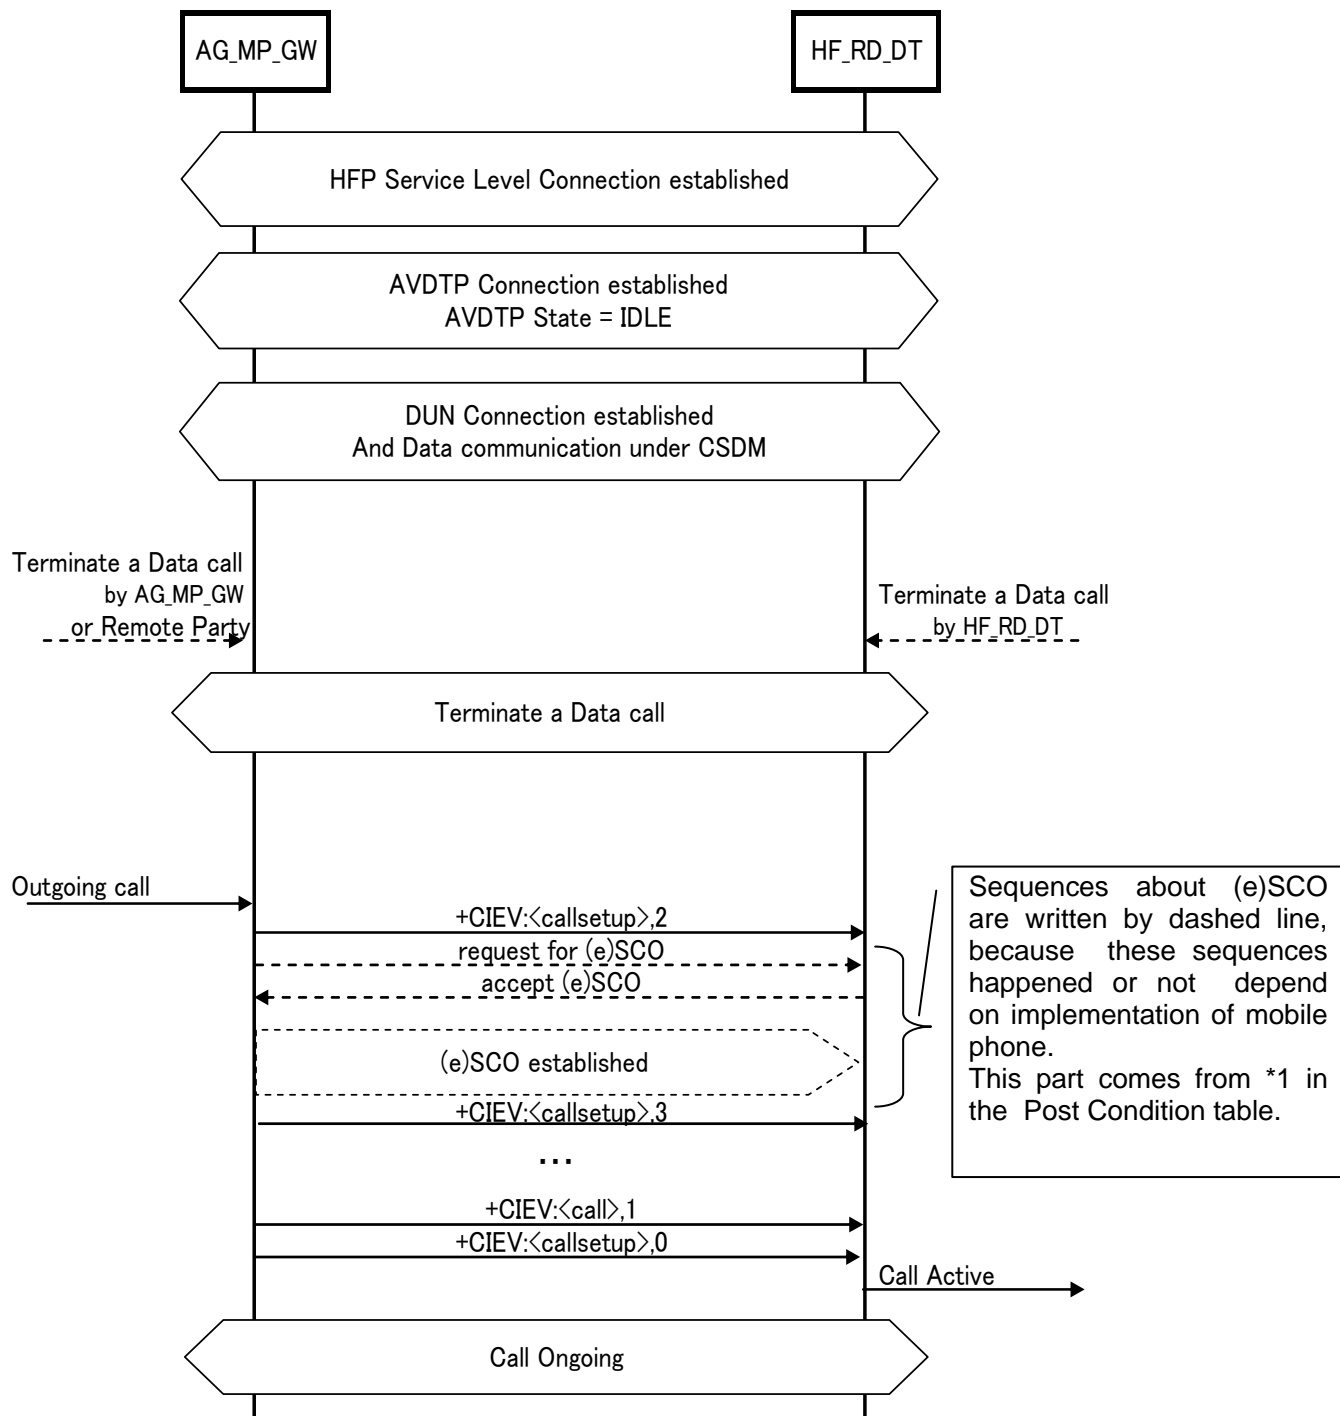 AG_MP_GW
HF_RD_DT
HFP Service Level Connection established
AVDTP Connection established
AVDTP State = IDLE
DUN Connection established
And Data communication under CSDM
Terminate a Data call
by AG_MP_GW
or Remote Party
Terminate a Data call
by HF_RD_DT
Terminate a Data call
Outgoing call
+CIEV:<callsetup>,2
request for (e)SCO
accept (e)SCO
(e)SCO established
+CIEV:<callsetup>,3
...
Sequences about (e)SCO
are written by dashed line,
because these sequences
happened or not depend
on implementation of mobile
phone.
This part comes from *1 in
the Post Condition table.
+CIEV:<call>,1
+CIEV:<callsetup>,0
Call Active
Call Ongoing